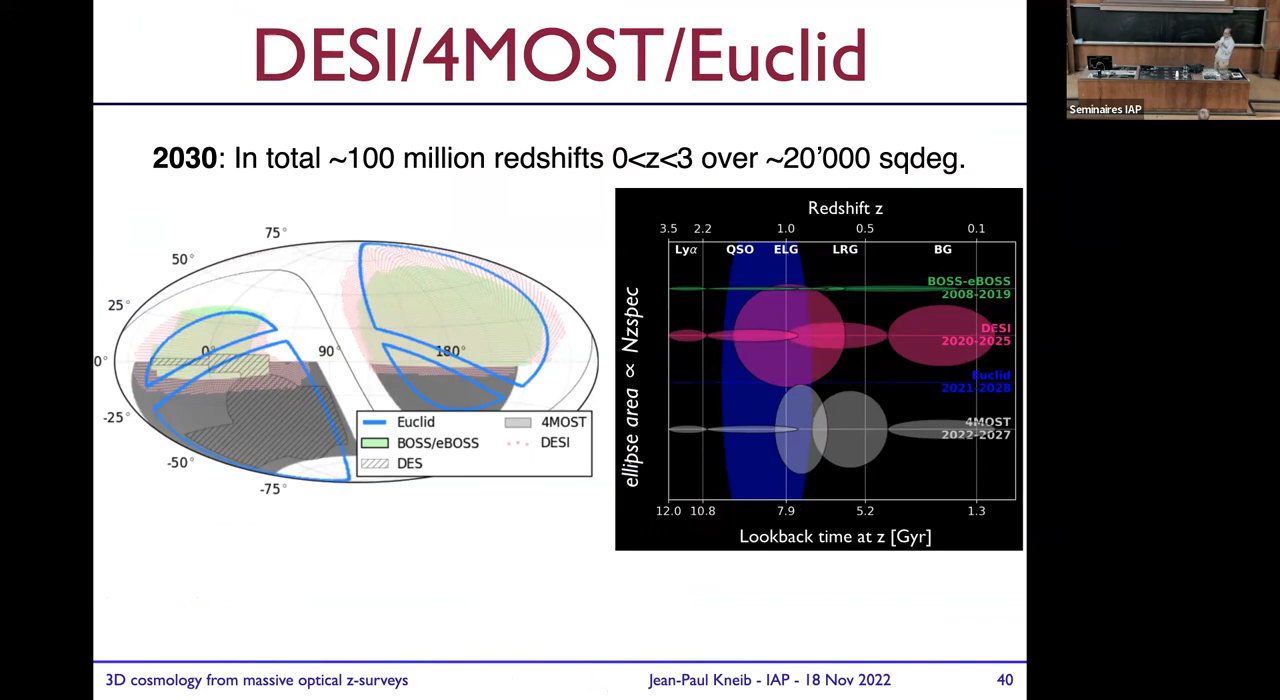 DESI/4MOST/Euclid
Seminaires IAP
2030: In total ~100 million redshifts 0<z<3 over ~20'000 sqdeg.
75°
50°
25°
0°
-25°
-50°
-75°
0°
90°
180°
Euclid
BOSS/eBOSS
DES
4MOST
DESI
Redshift z
3.5 2.2 1.0 0.5 0.1
Lyα QSO ELG LRG BG
BOSS-eBOSS
2008-2019
DESI
2020-2025
Euclid
2021-2028
4MOST
2022-2027
ellipse area ∝ Nzspec
12.0 10.8 7.9 5.2 1.3
Lookback time at z [Gyr]
3D cosmology from massive optical z-surveys
Jean-Paul Kneib - IAP - 18 Nov 2022
40